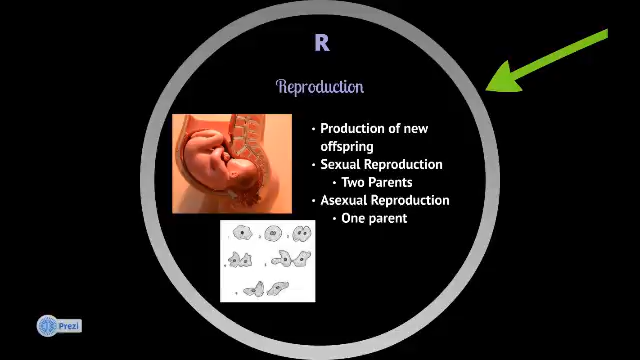 R
Reproduction
• Production of new
offspring
• Sexual Reproduction
• Two Parents
• Asexual Reproduction
• One parent
Prezi